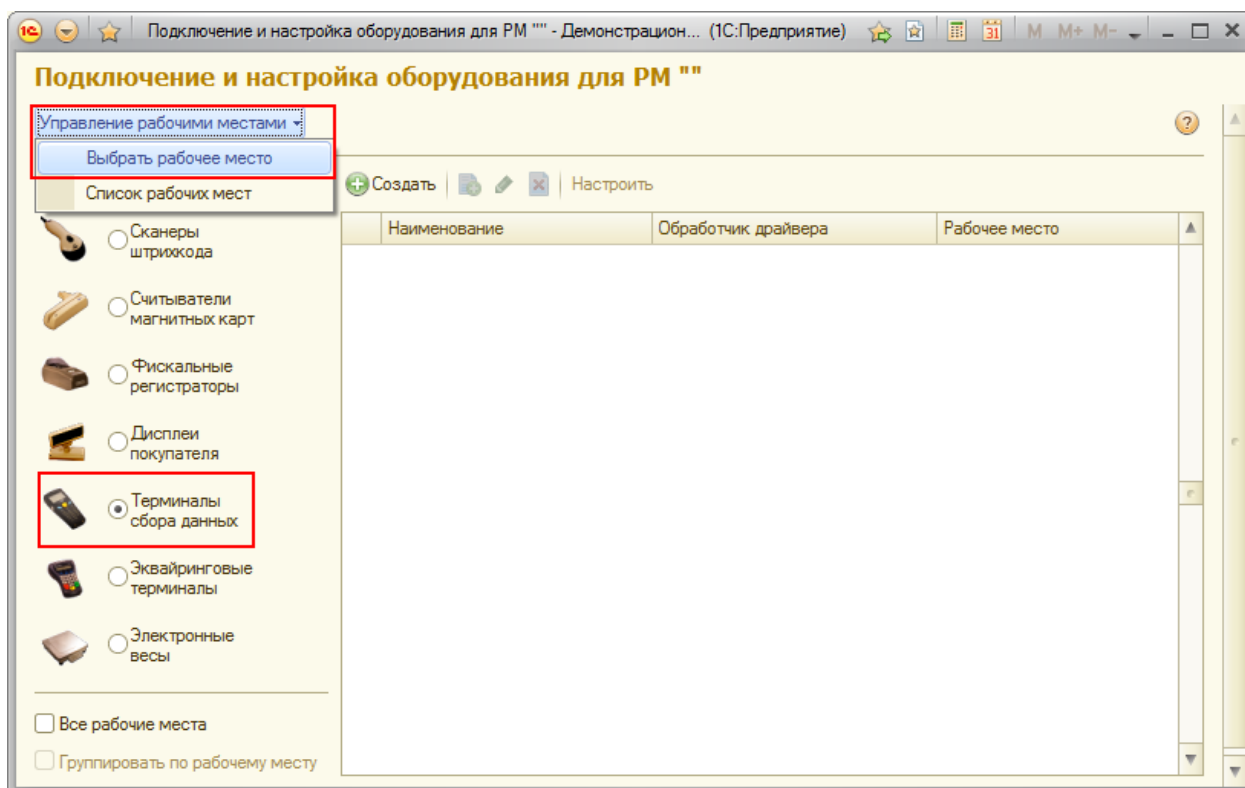 1С Подключение и настройка оборудования для РМ "" - Демонстрацион... (1С:Предприятие) 31 M M+ M-
Подключение и настройка оборудования для РМ ""
Управление рабочими местами
?
Выбрать рабочее место
Список рабочих мест
Создать Настроить
Наименование Обработчик драйвера Рабочее место
Сканеры
штрихкода
Считыватели
магнитных карт
Фискальные
регистраторы
Дисплеи
покупателя
Терминалы
сбора данных
Эквайринговые
терминалы
Электронные
весы
Все рабочие места
Группировать по рабочему месту